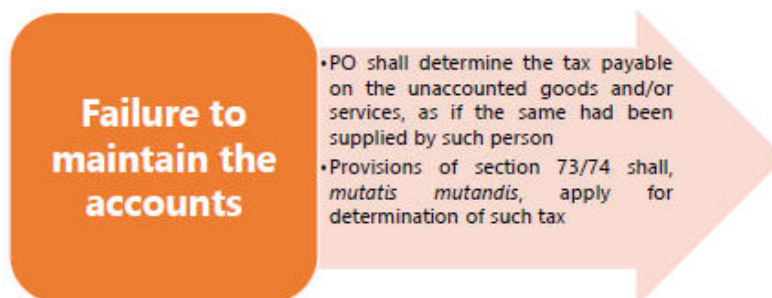 Failure to
maintain the
accounts
•PO shall determine the tax payable
on the unaccounted goods and/or
services, as if the same had been
supplied by such person
•Provisions of section 73/74 shall,
mutatis mutandis, apply for
determination of such tax